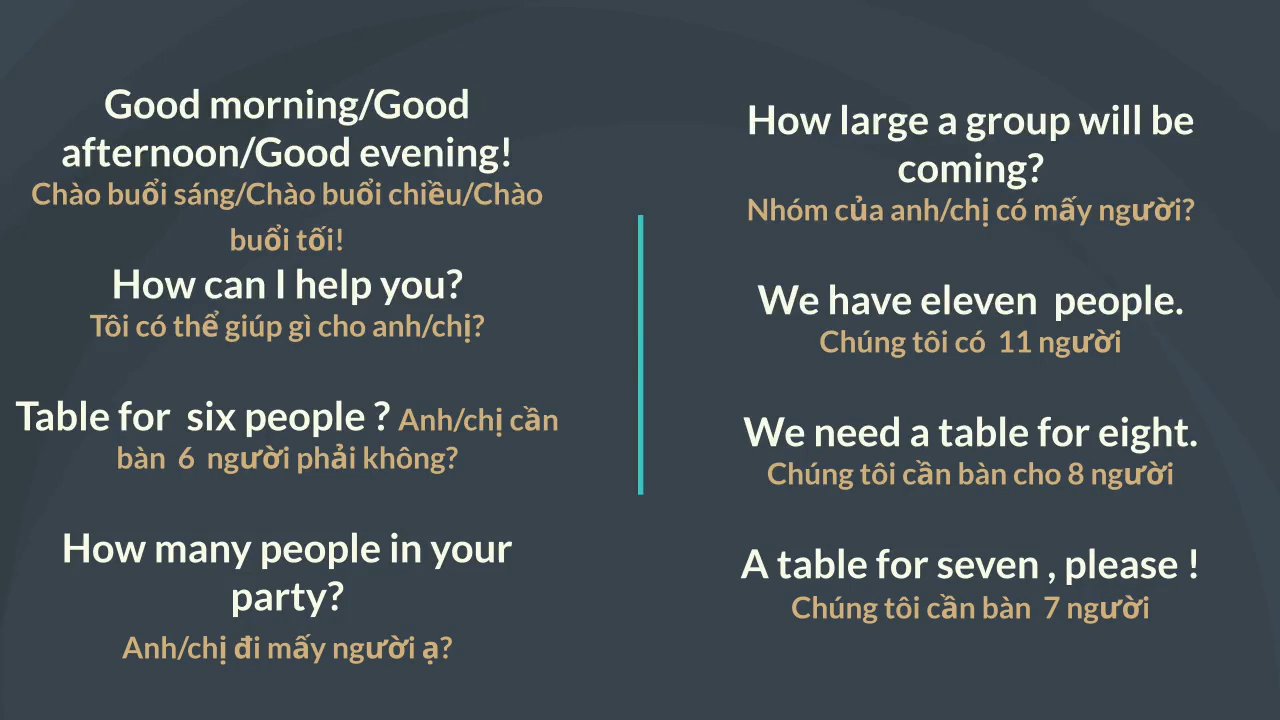 Good morning/Good
afternoon/Good evening!
Chào buổi sáng/Chào buổi chiều/Chào
buổi tối!
How can I help you?
Tôi có thể giúp gì cho anh/chị?
Table for six people ? Anh/chị cần
bàn 6 người phải không?
How many people in your
party?
Anh/chị đi mấy người ạ?
How large a group will be
coming?
Nhóm của anh/chị có mấy người?
We have eleven people.
Chúng tôi có 11 người
We need a table for eight.
Chúng tôi cần bàn cho 8 người
A table for seven , please !
Chúng tôi cần bàn 7 người